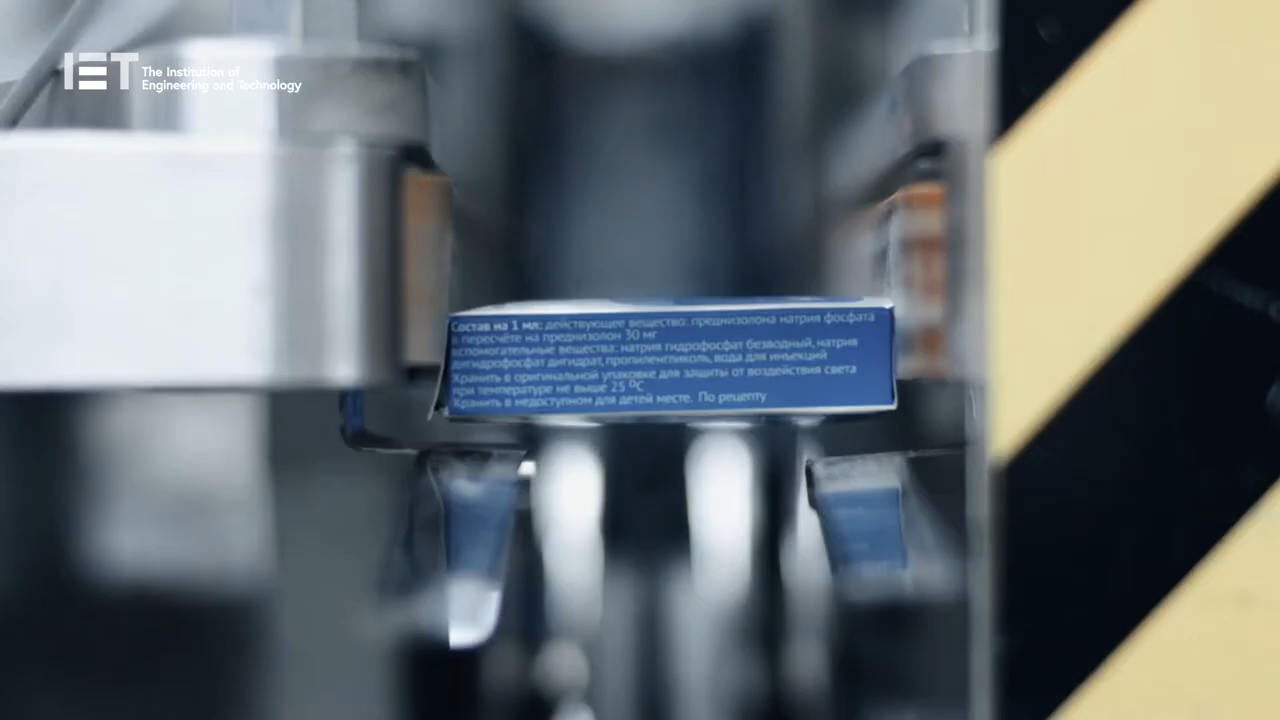 IET The Institution of
Engineering and Technology
Состав на 1 мл: действующее вещество: преднизолона натрия фосфата
в пересчёте на преднизолон 30 мг
вспомогательные вещества: натрия гидрофосфат безводный, натрия
дигидрофосфат дигидрат, пропиленгликоль, вода для инъекций
Хранить в оригинальной упаковке для защиты от воздействия света
при температуре не выше 25 ºС
Хранить в недоступном для детей месте. По рецепту